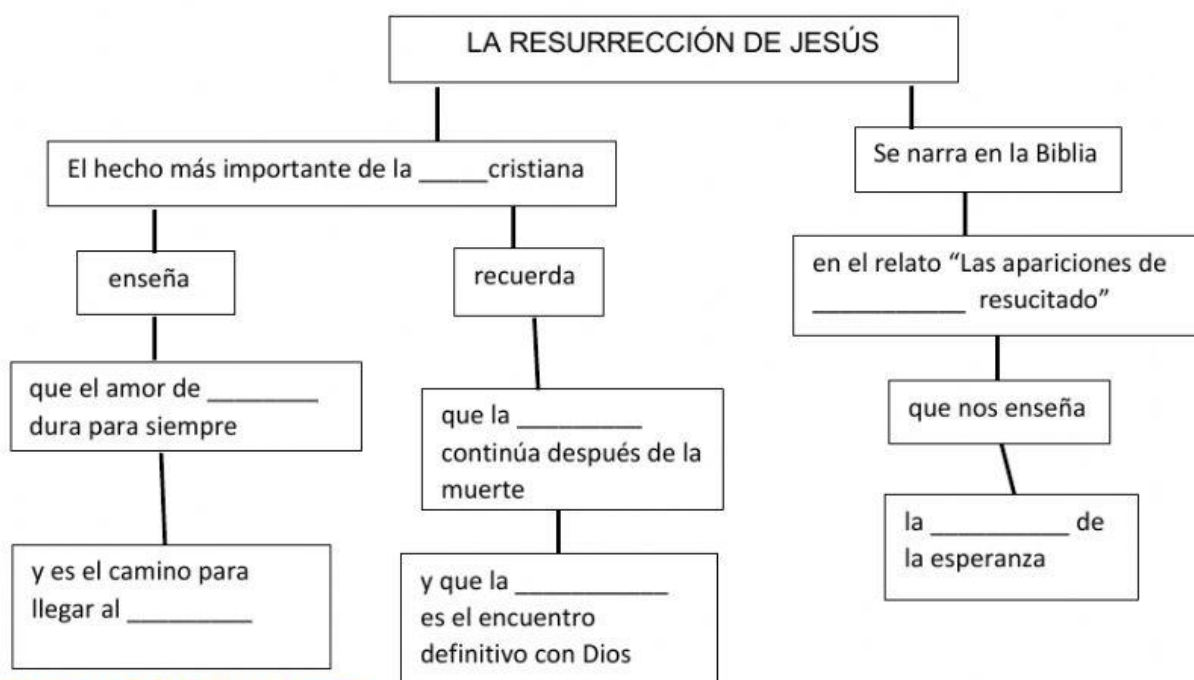 LA RESURRECCIÓN DE JESÚS
El hecho más importante de la _____cristiana
Se narra en la Biblia
enseña
recuerda
en el relato “Las apariciones de
___________ resucitado”
que el amor de ________
dura para siempre
que la _________
continúa después de la
muerte
que nos enseña
y es el camino para
llegar al _________
y que la ___________
es el encuentro
definitivo con Dios
la __________ de
la esperanza